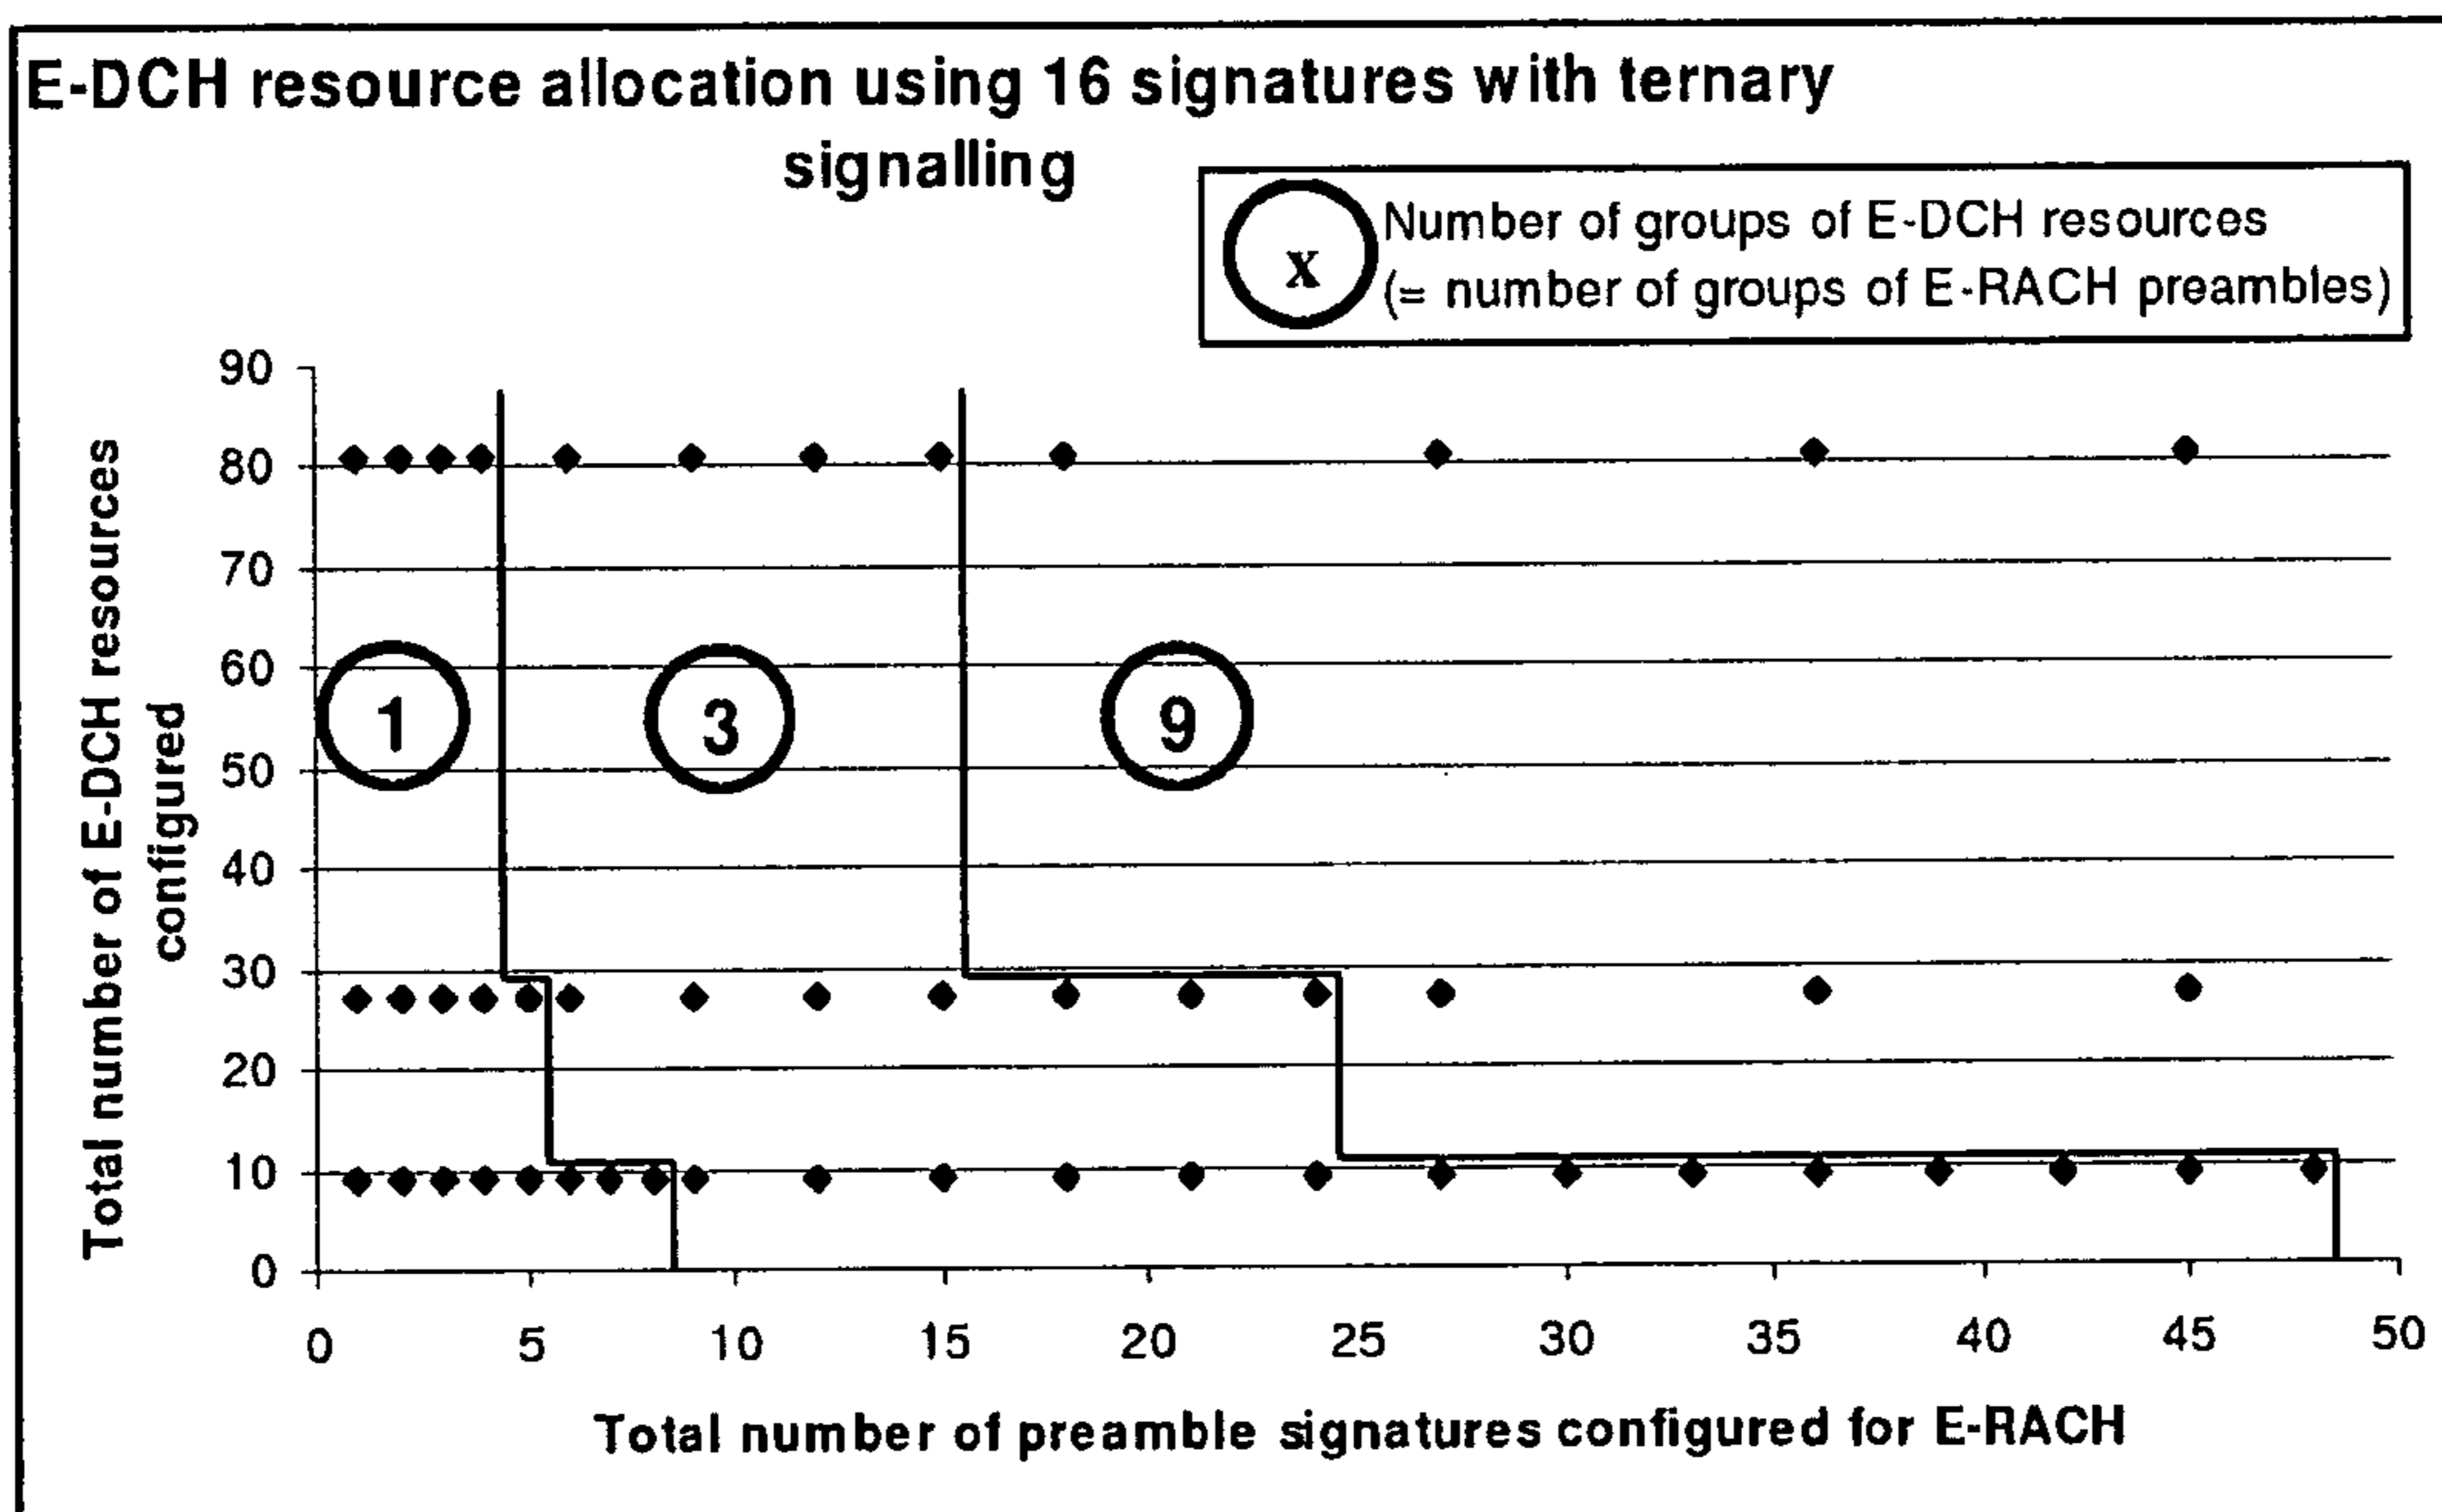 E-DCH resource allocation using 16 signatures with ternary
signalling
x
Number of groups of E-DCH resources
(= number of groups of E-RACH preambles)
Total number of E-DCH resources
configured
90
80
70
60
50
40
30
20
10
0
1
3
9
0 5 10 15 20 25 30 35 40 45 50
Total number of preamble signatures configured for E-RACH